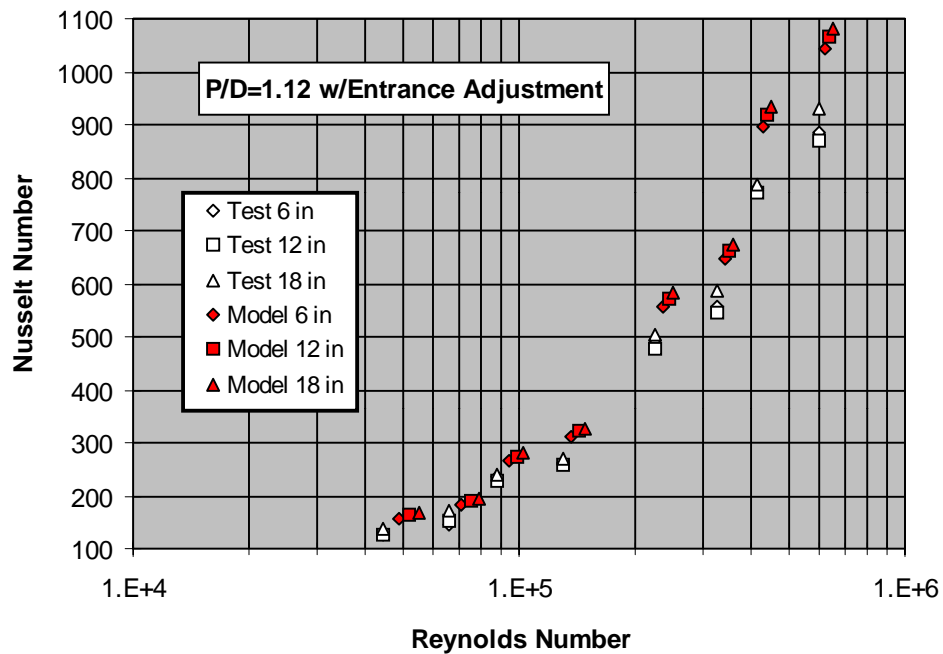 1100
1000
900
800
700
600
500
400
300
200
100
Nusselt Number
P/D=1.12 w/Entrance Adjustment
Test 6 in
Test 12 in
Test 18 in
Model 6 in
Model 12 in
Model 18 in
1.E+4
1.E+5
1.E+6
Reynolds Number